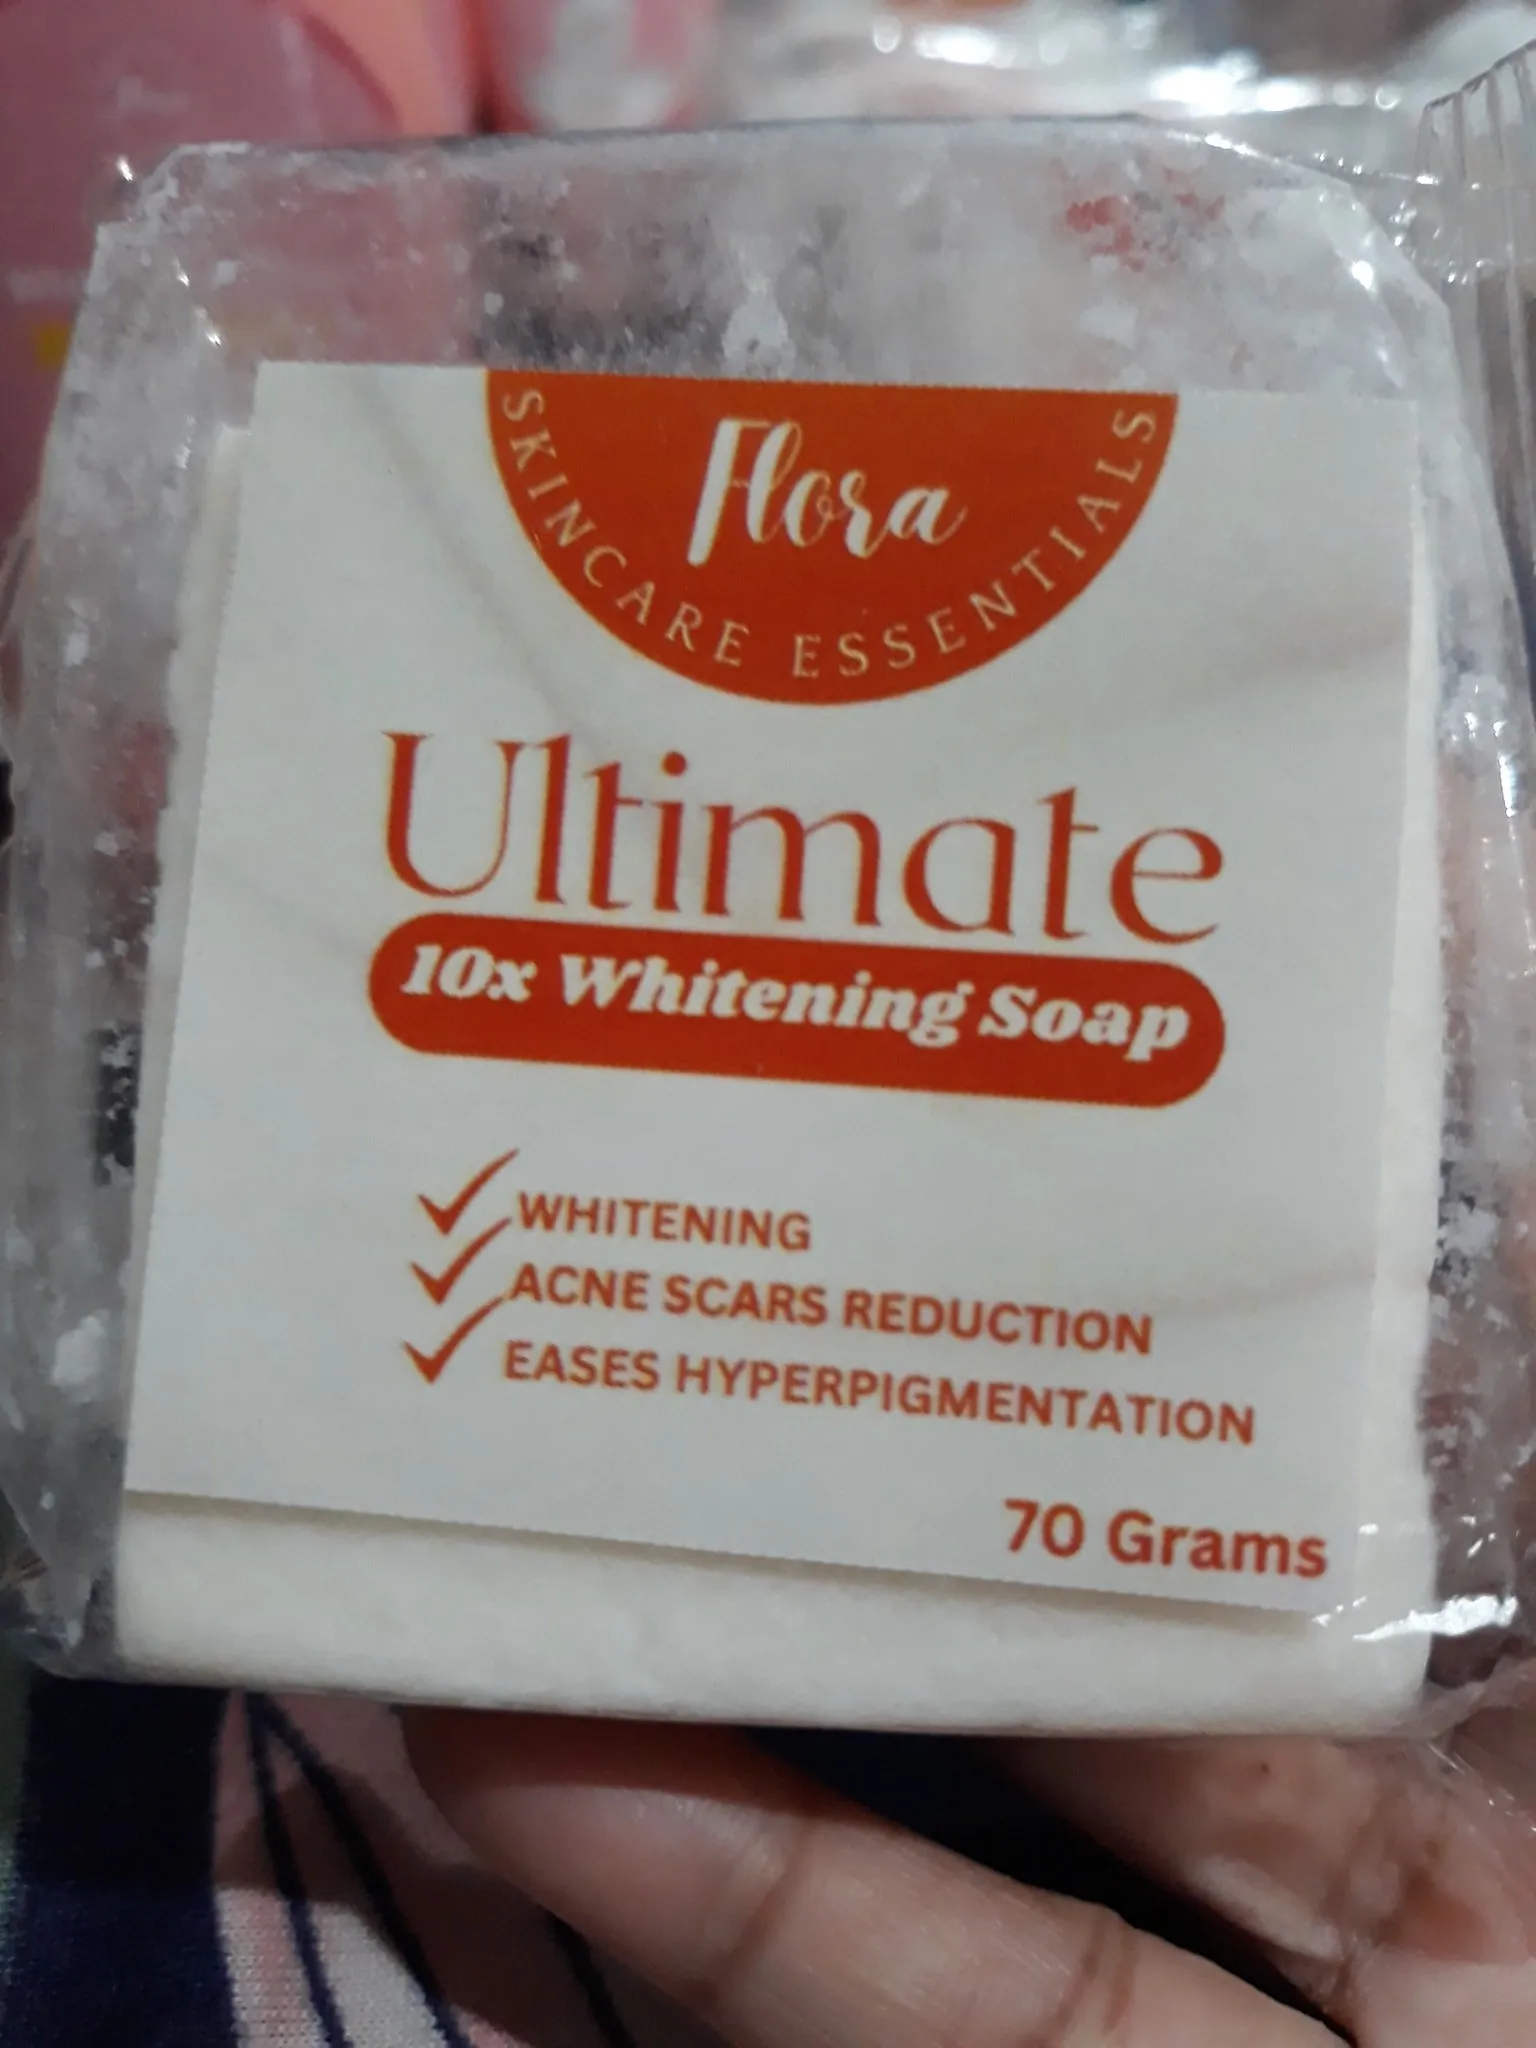 Flora
SKINCARE ESSENTIALS
Ultimate
10x Whitening Soap
WHITENING
ACNE SCARS REDUCTION
EASES HYPERPIGMENTATION
70 Grams